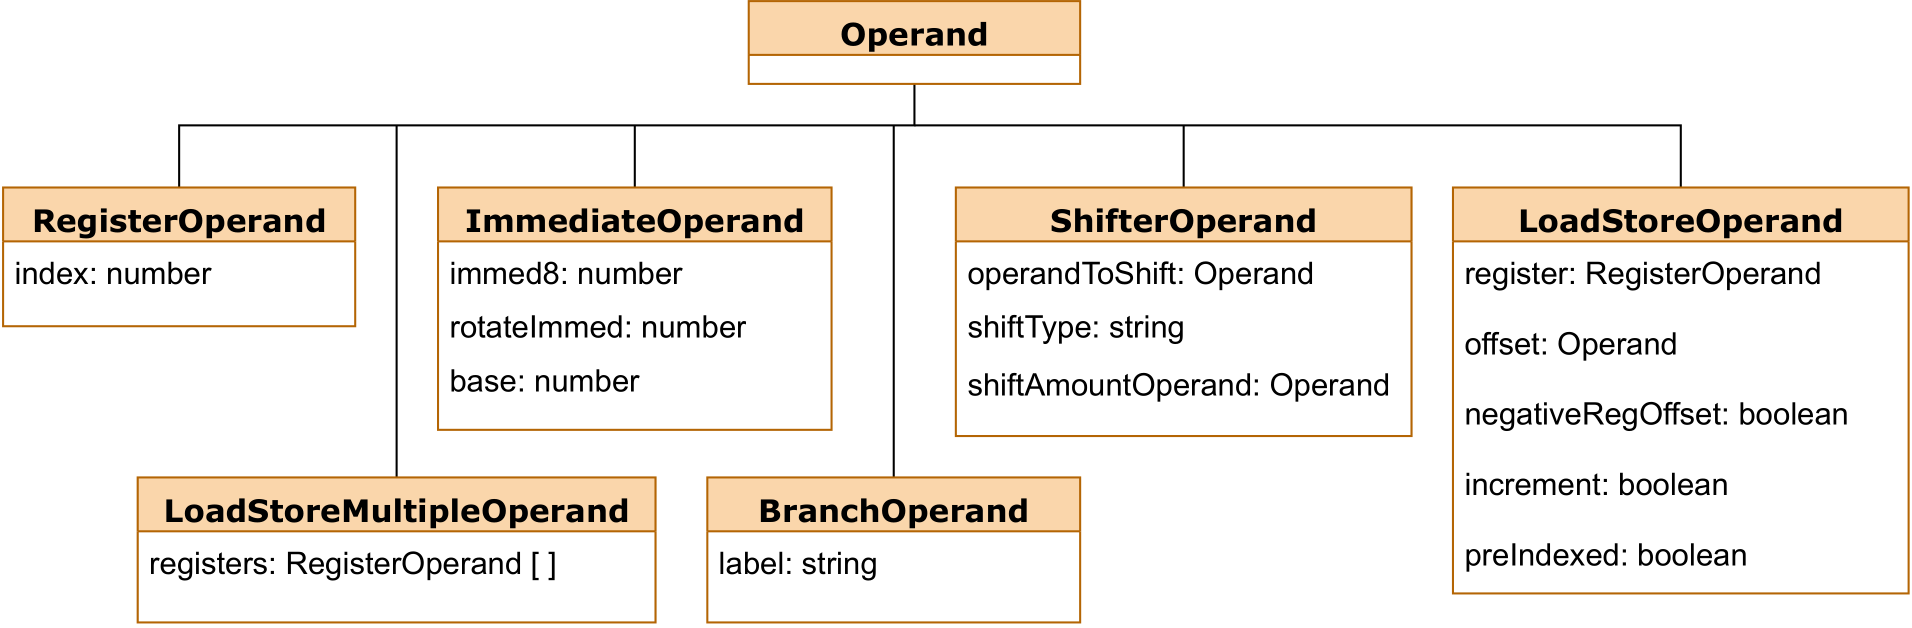 Operand
RegisterOperand
index: number
ImmediateOperand
immed8: number
rotateImmed: number
base: number
ShifterOperand
operandToShift: Operand
shiftType: string
shiftAmountOperand: Operand
LoadStoreOperand
register: RegisterOperand
offset: Operand
negativeRegOffset: boolean
increment: boolean
preIndexed: boolean
LoadStoreMultipleOperand
registers: RegisterOperand [ ]
BranchOperand
label: string